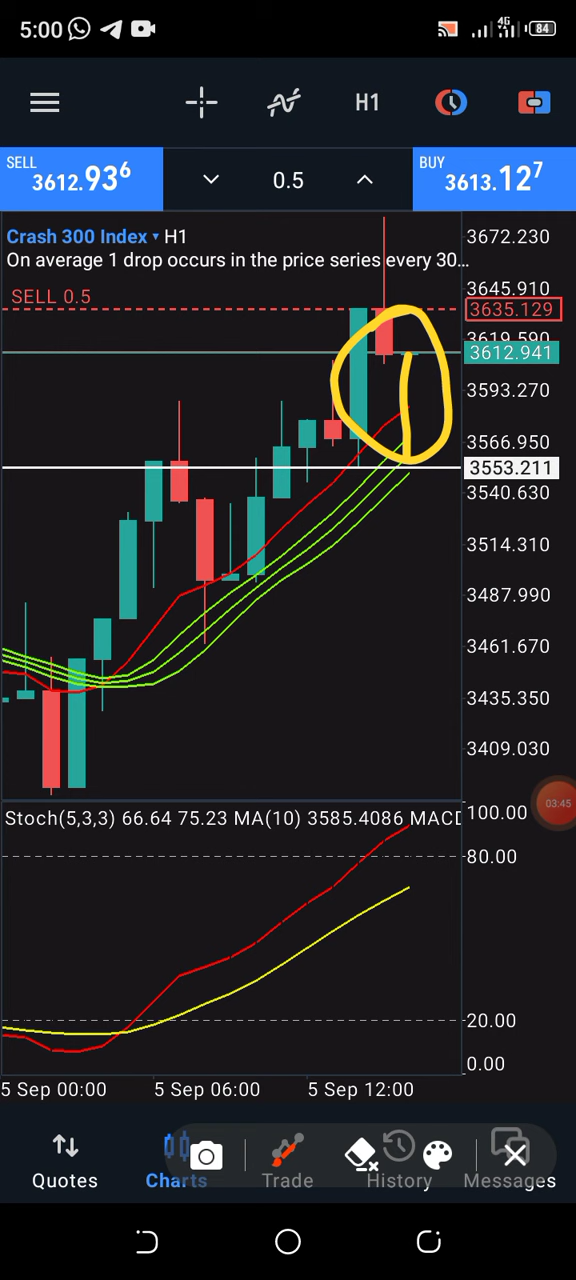 5:00 4G 84
H1
SELL
3612.936
0.5
BUY
3613.127
Crash 300 Index H1
On average 1 drop occurs in the price series every 30...
SELL 0.5
3672.230
3645.910
3635.129
3619.590
3612.941
3593.270
3566.950
3553.211
3540.630
3514.310
3487.990
3461.670
3435.350
3409.030
03:45
Stoch(5,3,3) 66.64 75.23 MA(10) 3585.4086 MACD
100.00
80.00
20.00
0.00
5 Sep 00:00 5 Sep 06:00 5 Sep 12:00
Quotes Charts Trade History Messages